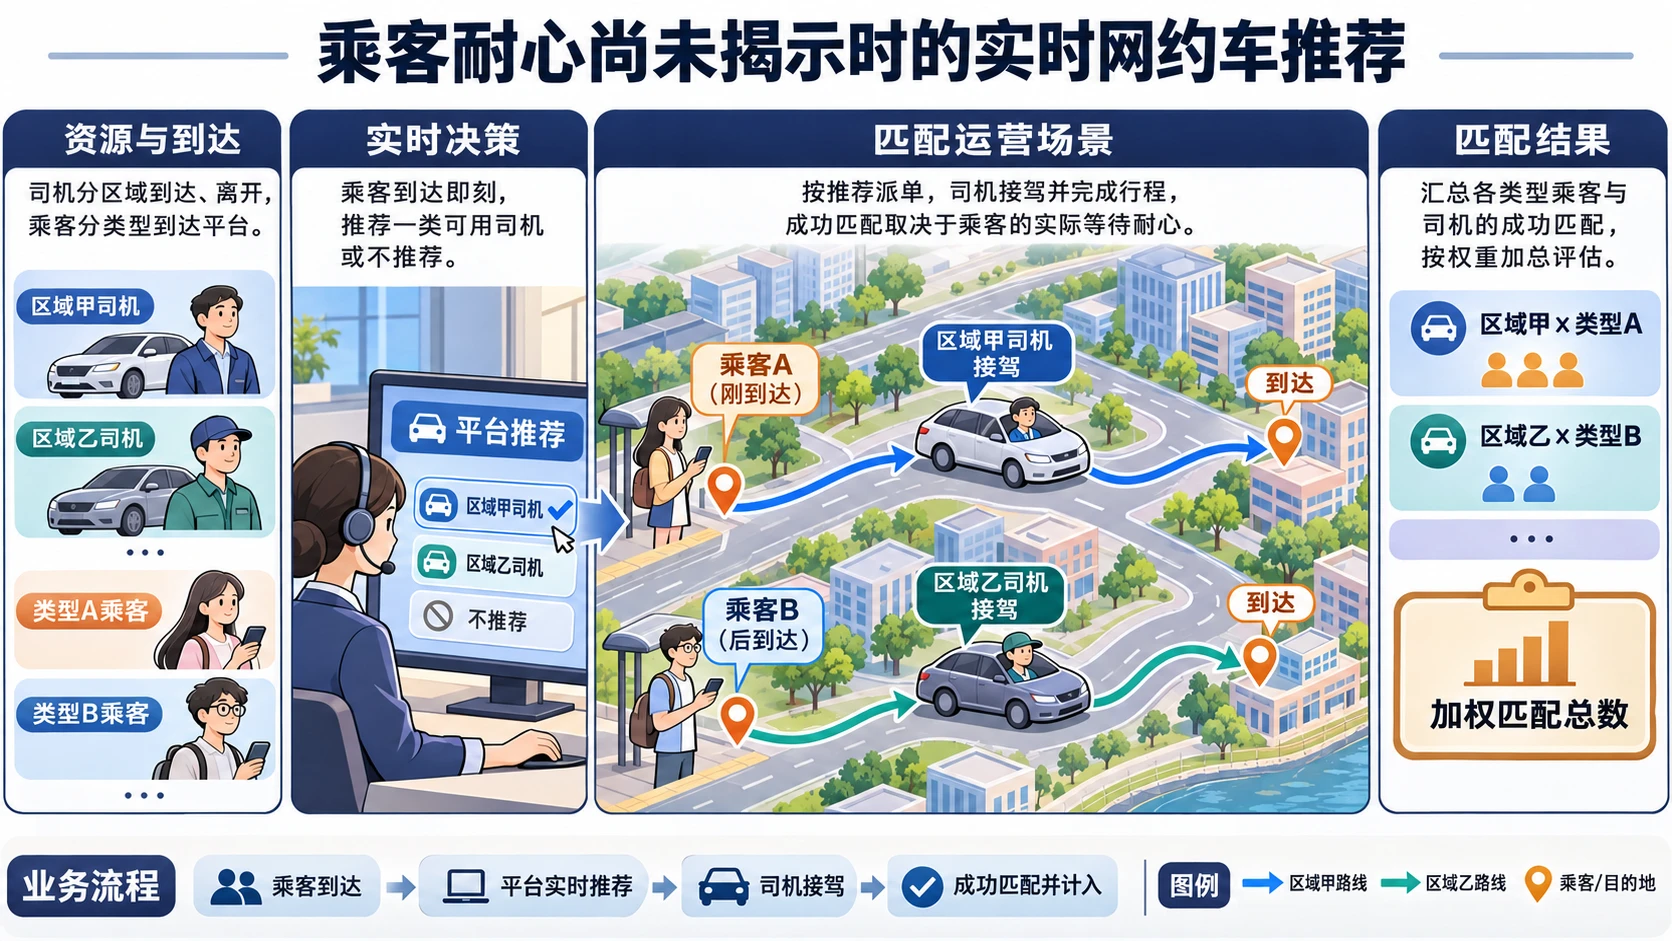 乘客耐心尚未揭示时的实时网约车推荐
资源与到达
司机分区域到达、离开，
乘客分类型到达平台。
区域甲司机
区域乙司机
...
类型A乘客
类型B乘客
...
实时决策
乘客到达即刻，
推荐一类可用司机
或不推荐。
平台推荐
区域甲司机
区域乙司机
不推荐
匹配运营场景
按推荐派单，司机接驾并完成行程，
成功匹配取决于乘客的实际等待耐心。
乘客A
（刚到达）
区域甲司机
接驾
到达
乘客B
（后到达）
区域乙司机
接驾
到达
匹配结果
汇总各类型乘客与
司机的成功匹配，
按权重加总评估。
区域甲 x 类型A
区域乙 x 类型B
...
加权匹配总数
业务流程
乘客到达
平台实时推荐
司机接驾
成功匹配并计入
图例
区域甲路线
区域乙路线
乘客/目的地